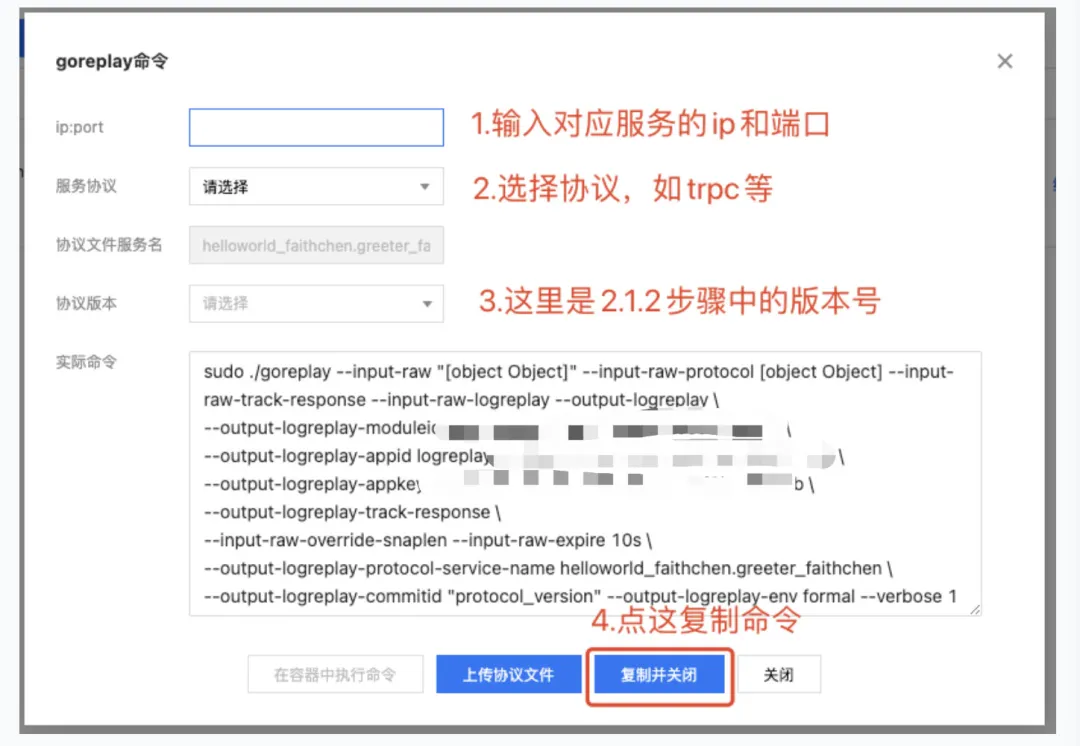 goreplay命令
ip:port
1.输入对应服务的ip和端口
服务协议
请选择
2.选择协议，如trpc等
协议文件服务名
helloworld_faithchen.greeter_fa
协议版本
请选择
3.这里是2.1.2步骤中的版本号
实际命令
sudo ./goreplay --input-raw "[object Object]" --input-raw-protocol [object Object] --input-
raw-track-response --input-raw-logreplay --output-logreplay \
--output-logreplay-moduleid \
--output-logreplay-appid logreplay \
--output-logreplay-appkey b \
--output-logreplay-track-response \
--input-raw-override-snaplen --input-raw-expire 10s \
--output-logreplay-protocol-service-name helloworld_faithchen.greeter_faithchen \
--output-logreplay-commitid "protocol_version" --output-logreplay-env formal --verbose 1
4.点这复制命令
在容器中执行命令
上传协议文件
复制并关闭
关闭